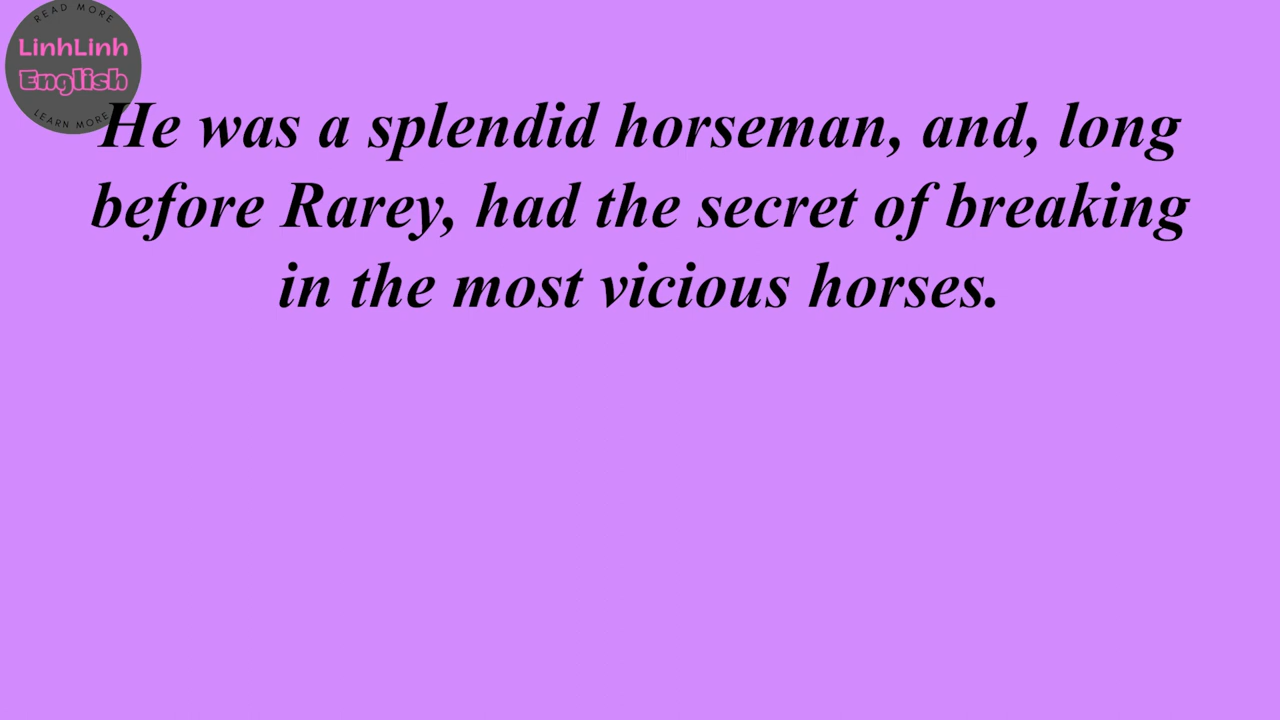 READ MORE
LinhLinh
English
LEARN MORE
He was a splendid horseman, and, long
before Rarey, had the secret of breaking
in the most vicious horses.